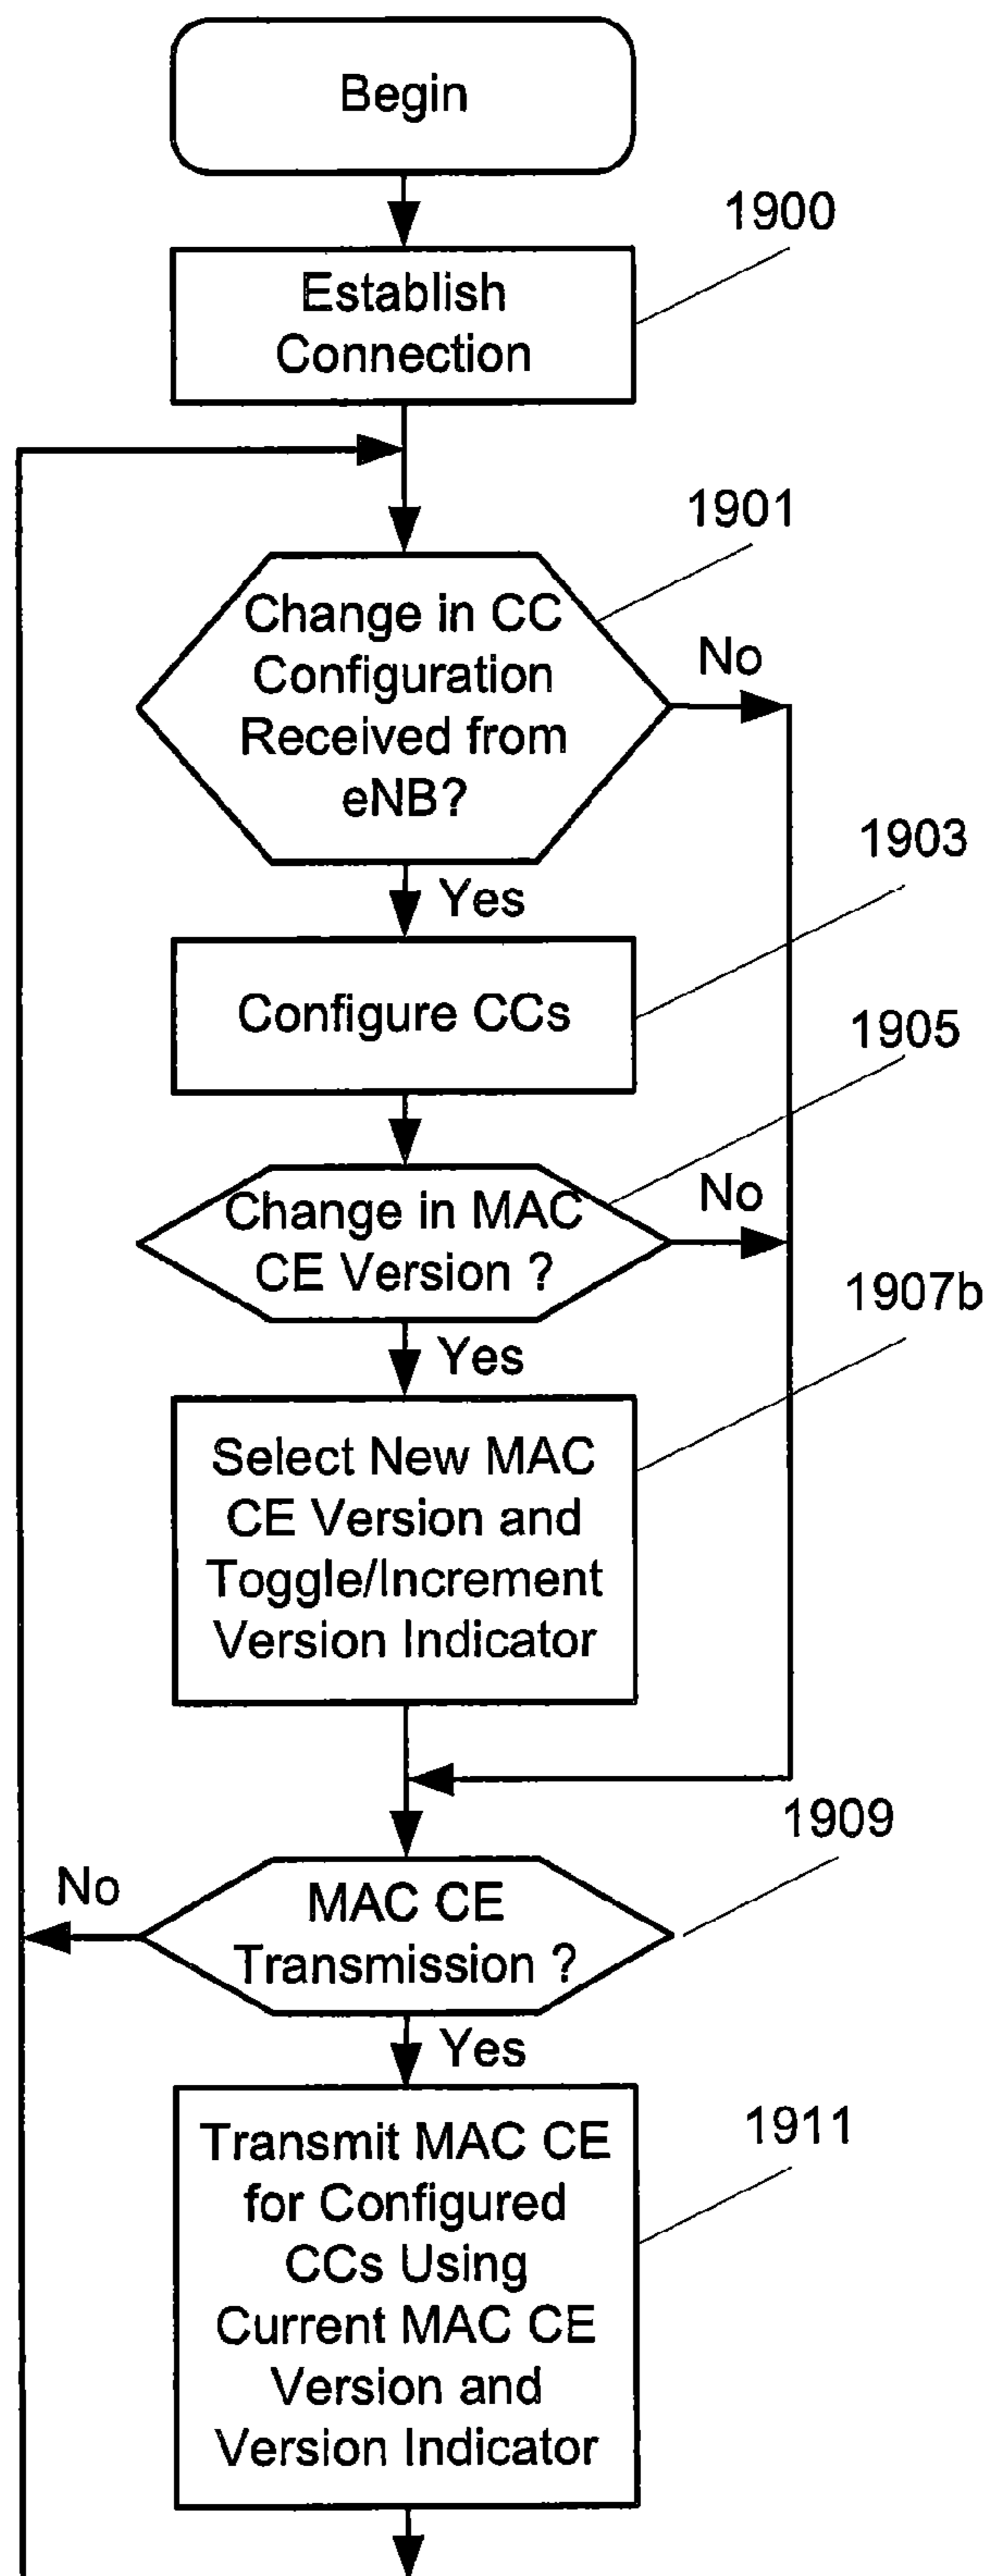 Begin
1900
Establish
Connection
1901
Change in CC
Configuration
Received from
eNB?
No
Yes
1903
Configure CCs
1905
Change in MAC
CE Version ?
No
Yes
1907b
Select New MAC
CE Version and
Toggle/Increment
Version Indicator
1909
No
MAC CE
Transmission ?
Yes
1911
Transmit MAC CE
for Configured
CCs Using
Current MAC CE
Version and
Version Indicator